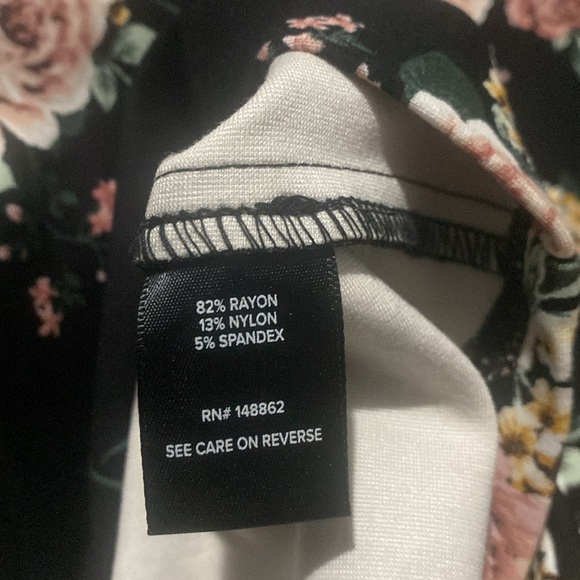 82% RAYON
13% NYLON
5% SPANDEX
RN# 148862
SEE CARE ON REVERSE